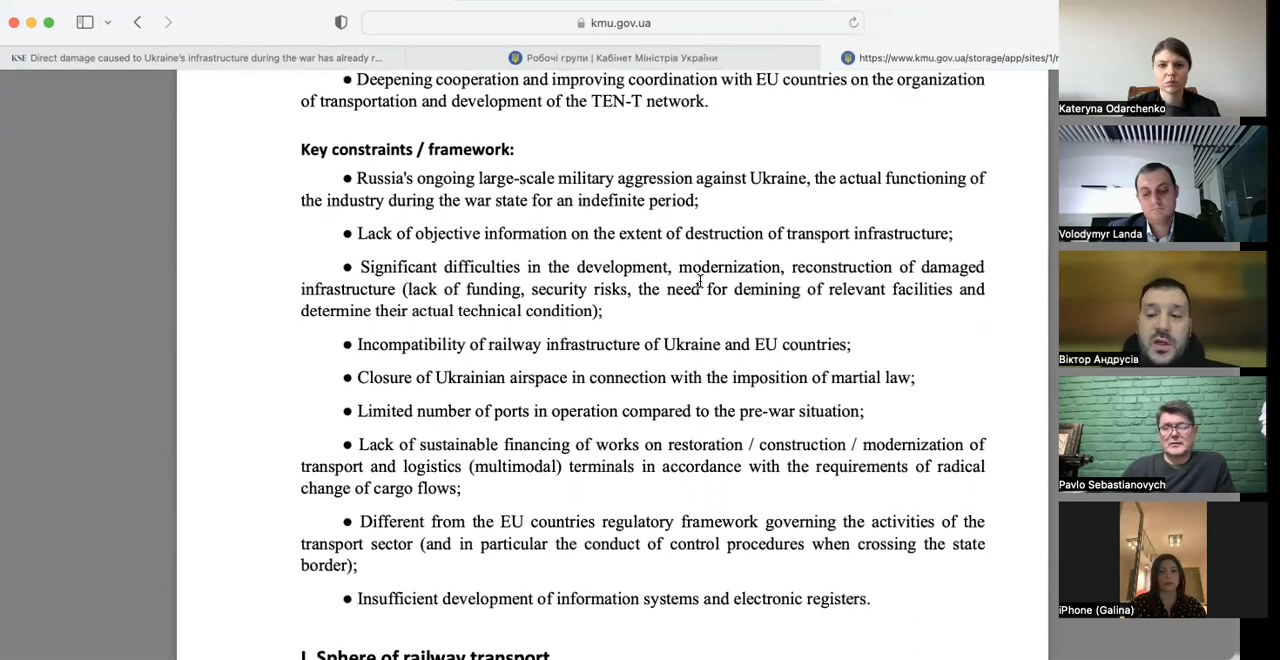 kmu.gov.ua
KSE Direct damage caused to Ukraine's infrastructure during the war has already r...
Робочі групи | Кабінет Міністрів України
https://www.kmu.gov.ua/storage/app/sites/1/r
● Deepening cooperation and improving coordination with EU countries on the organization
of transportation and development of the TEN-T network.
Key constraints / framework:
● Russia's ongoing large-scale military aggression against Ukraine, the actual functioning of
the industry during the war state for an indefinite period;
● Lack of objective information on the extent of destruction of transport infrastructure;
● Significant difficulties in the development, modernization, reconstruction of damaged
infrastructure (lack of funding, security risks, the need for demining of relevant facilities and
determine their actual technical condition);
● Incompatibility of railway infrastructure of Ukraine and EU countries;
● Closure of Ukrainian airspace in connection with the imposition of martial law;
● Limited number of ports in operation compared to the pre-war situation;
● Lack of sustainable financing of works on restoration / construction / modernization of
transport and logistics (multimodal) terminals in accordance with the requirements of radical
change of cargo flows;
● Different from the EU countries regulatory framework governing the activities of the
transport sector (and in particular the conduct of control procedures when crossing the state
border);
● Insufficient development of information systems and electronic registers.
I. Sphere of railway transport
Kateryna Odarchenko
Volodymyr Landa
Віктор Андрусів
Pavlo Sebastianovych
iPhone (Galina)